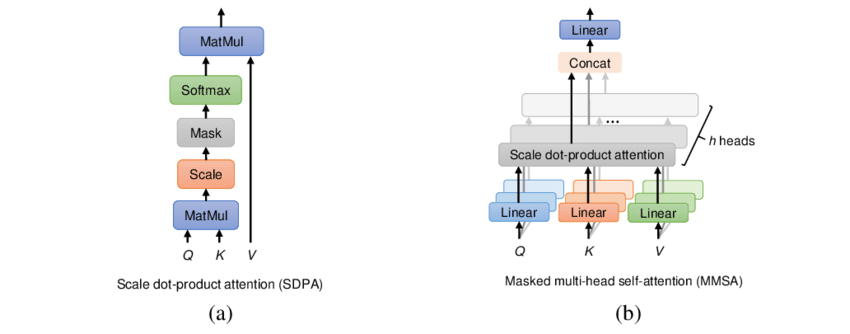 MatMul
Softmax
Mask
Scale
MatMul
Q K V
Scale dot-product attention (SDPA)
(a)
Linear
Concat
...
h heads
Scale dot-product attention
Linear Linear Linear
Q K V
Masked multi-head self-attention (MMSA)
(b)